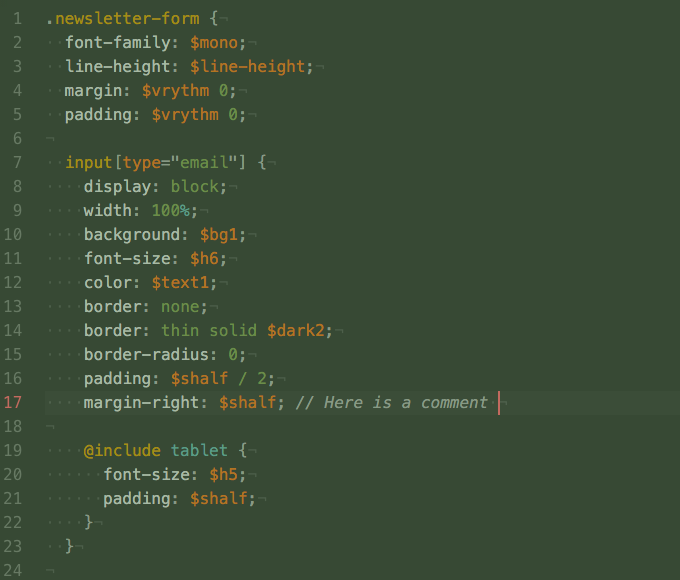 1 .newsletter-form {¬
2 ··font-family: $mono;¬
3 ··line-height: $line-height;¬
4 ··margin: $vrythm 0;¬
5 ··padding: $vrythm 0;¬
6 ¬
7 ··input[type="email"] {¬
8 ····display: block;¬
9 ····width: 100%;¬
10 ····background: $bg1;¬
11 ····font-size: $h6;¬
12 ····color: $text1;¬
13 ····border: none;¬
14 ····border: thin solid $dark2;¬
15 ····border-radius: 0;¬
16 ····padding: $shalf / 2;¬
17 ····margin-right: $shalf; // Here is a comment ¬
18 ¬
19 ····@include tablet {¬
20 ······font-size: $h5;¬
21 ······padding: $shalf;¬
22 ····}¬
23 ··}¬
24 ¬